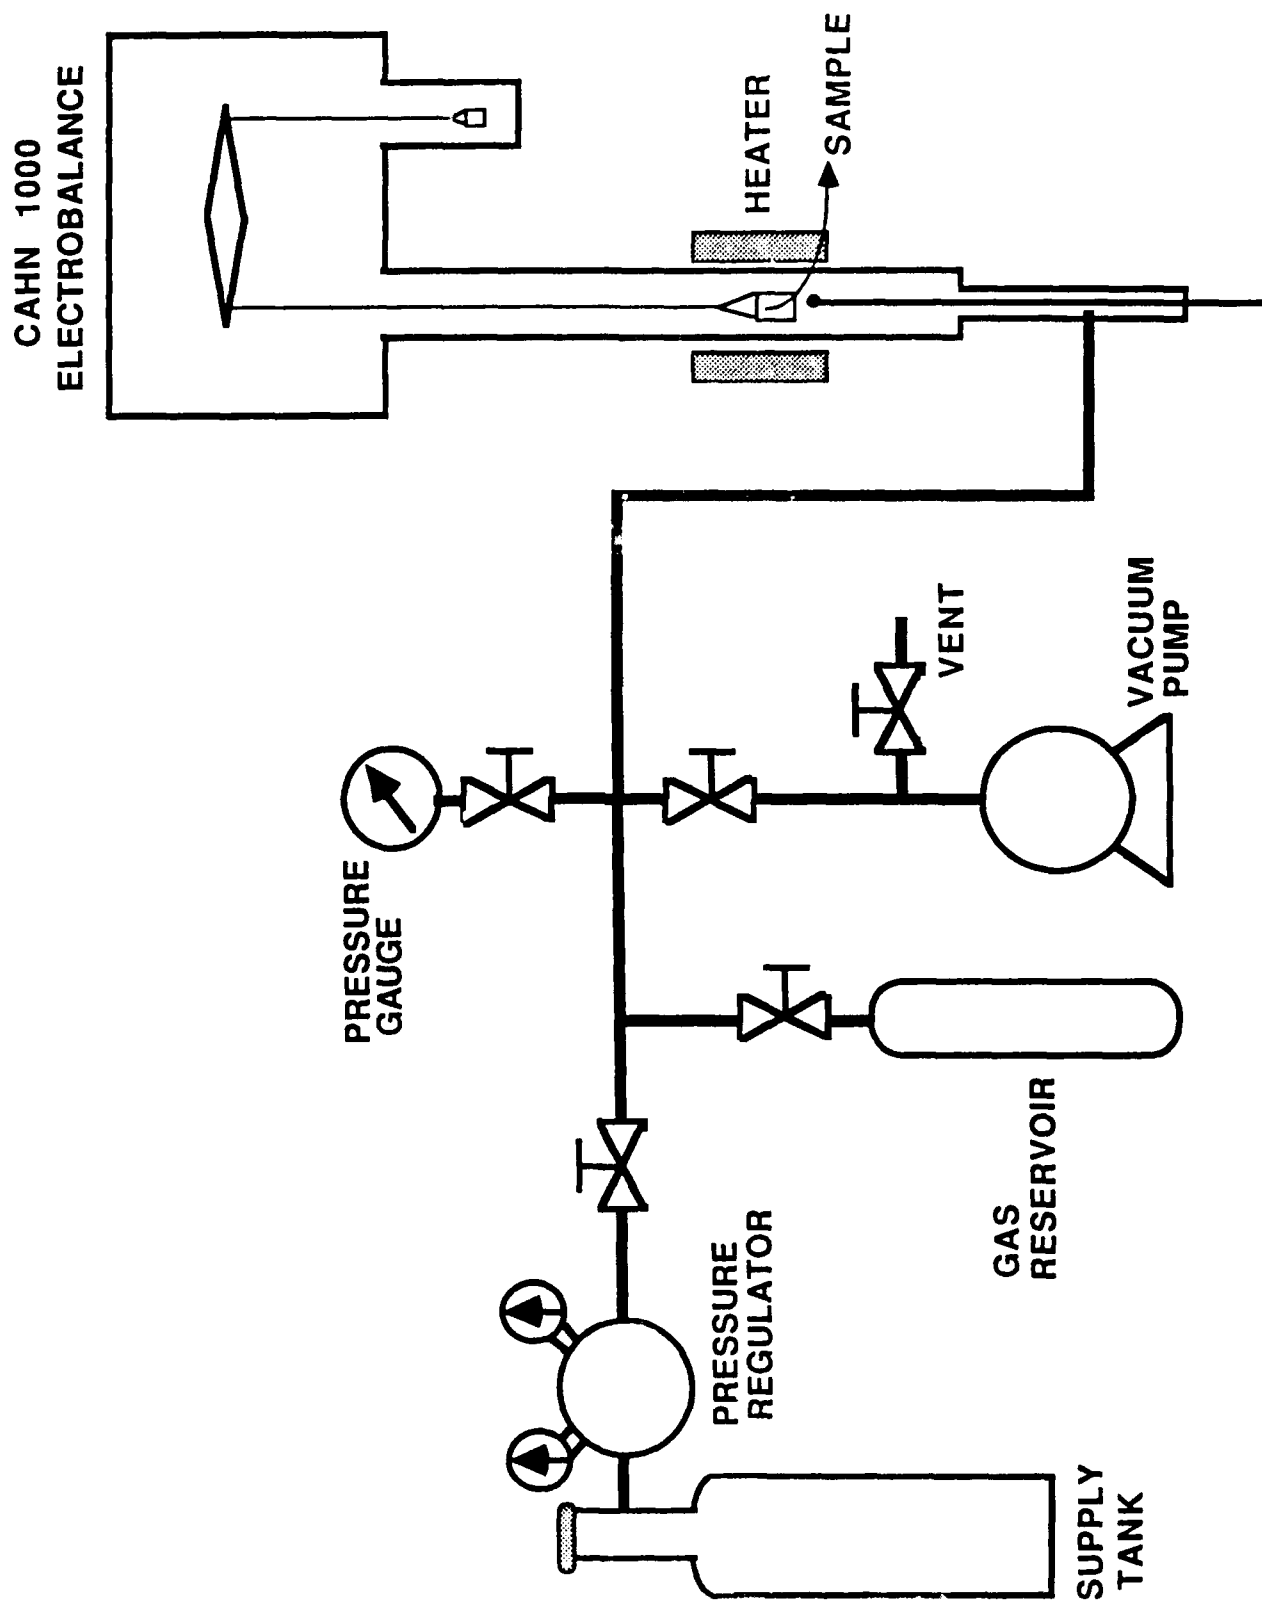 CAHN 1000
ELECTROBALANCE
HEATER
SAMPLE
PRESSURE
GAUGE
VENT
VACUUM
PUMP
GAS
RESERVOIR
PRESSURE
REGULATOR
SUPPLY
TANK